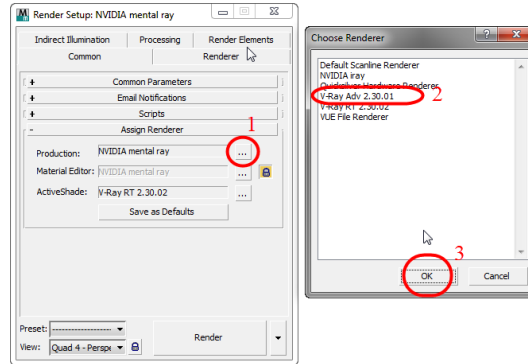 Render Setup: NVIDIA mental ray
Indirect Illumination Processing Render Elements
Common Renderer
+ Common Parameters
+ Email Notifications
+ Scripts
- Assign Renderer
1
Production: NVIDIA mental ray ...
Material Editor: NVIDIA mental ray ...
ActiveShade: V-Ray RT 2.30.02 ...
Save as Defaults
Preset: --------------------
View: Quad 4 - Perspe
Render
Choose Renderer
Default Scanline Renderer
NVIDIA iray
Quicksilver Hardware Renderer
V-Ray Adv 2.30.01 2
V-Ray RT 2.30.02
VUE File Renderer
3
OK Cancel